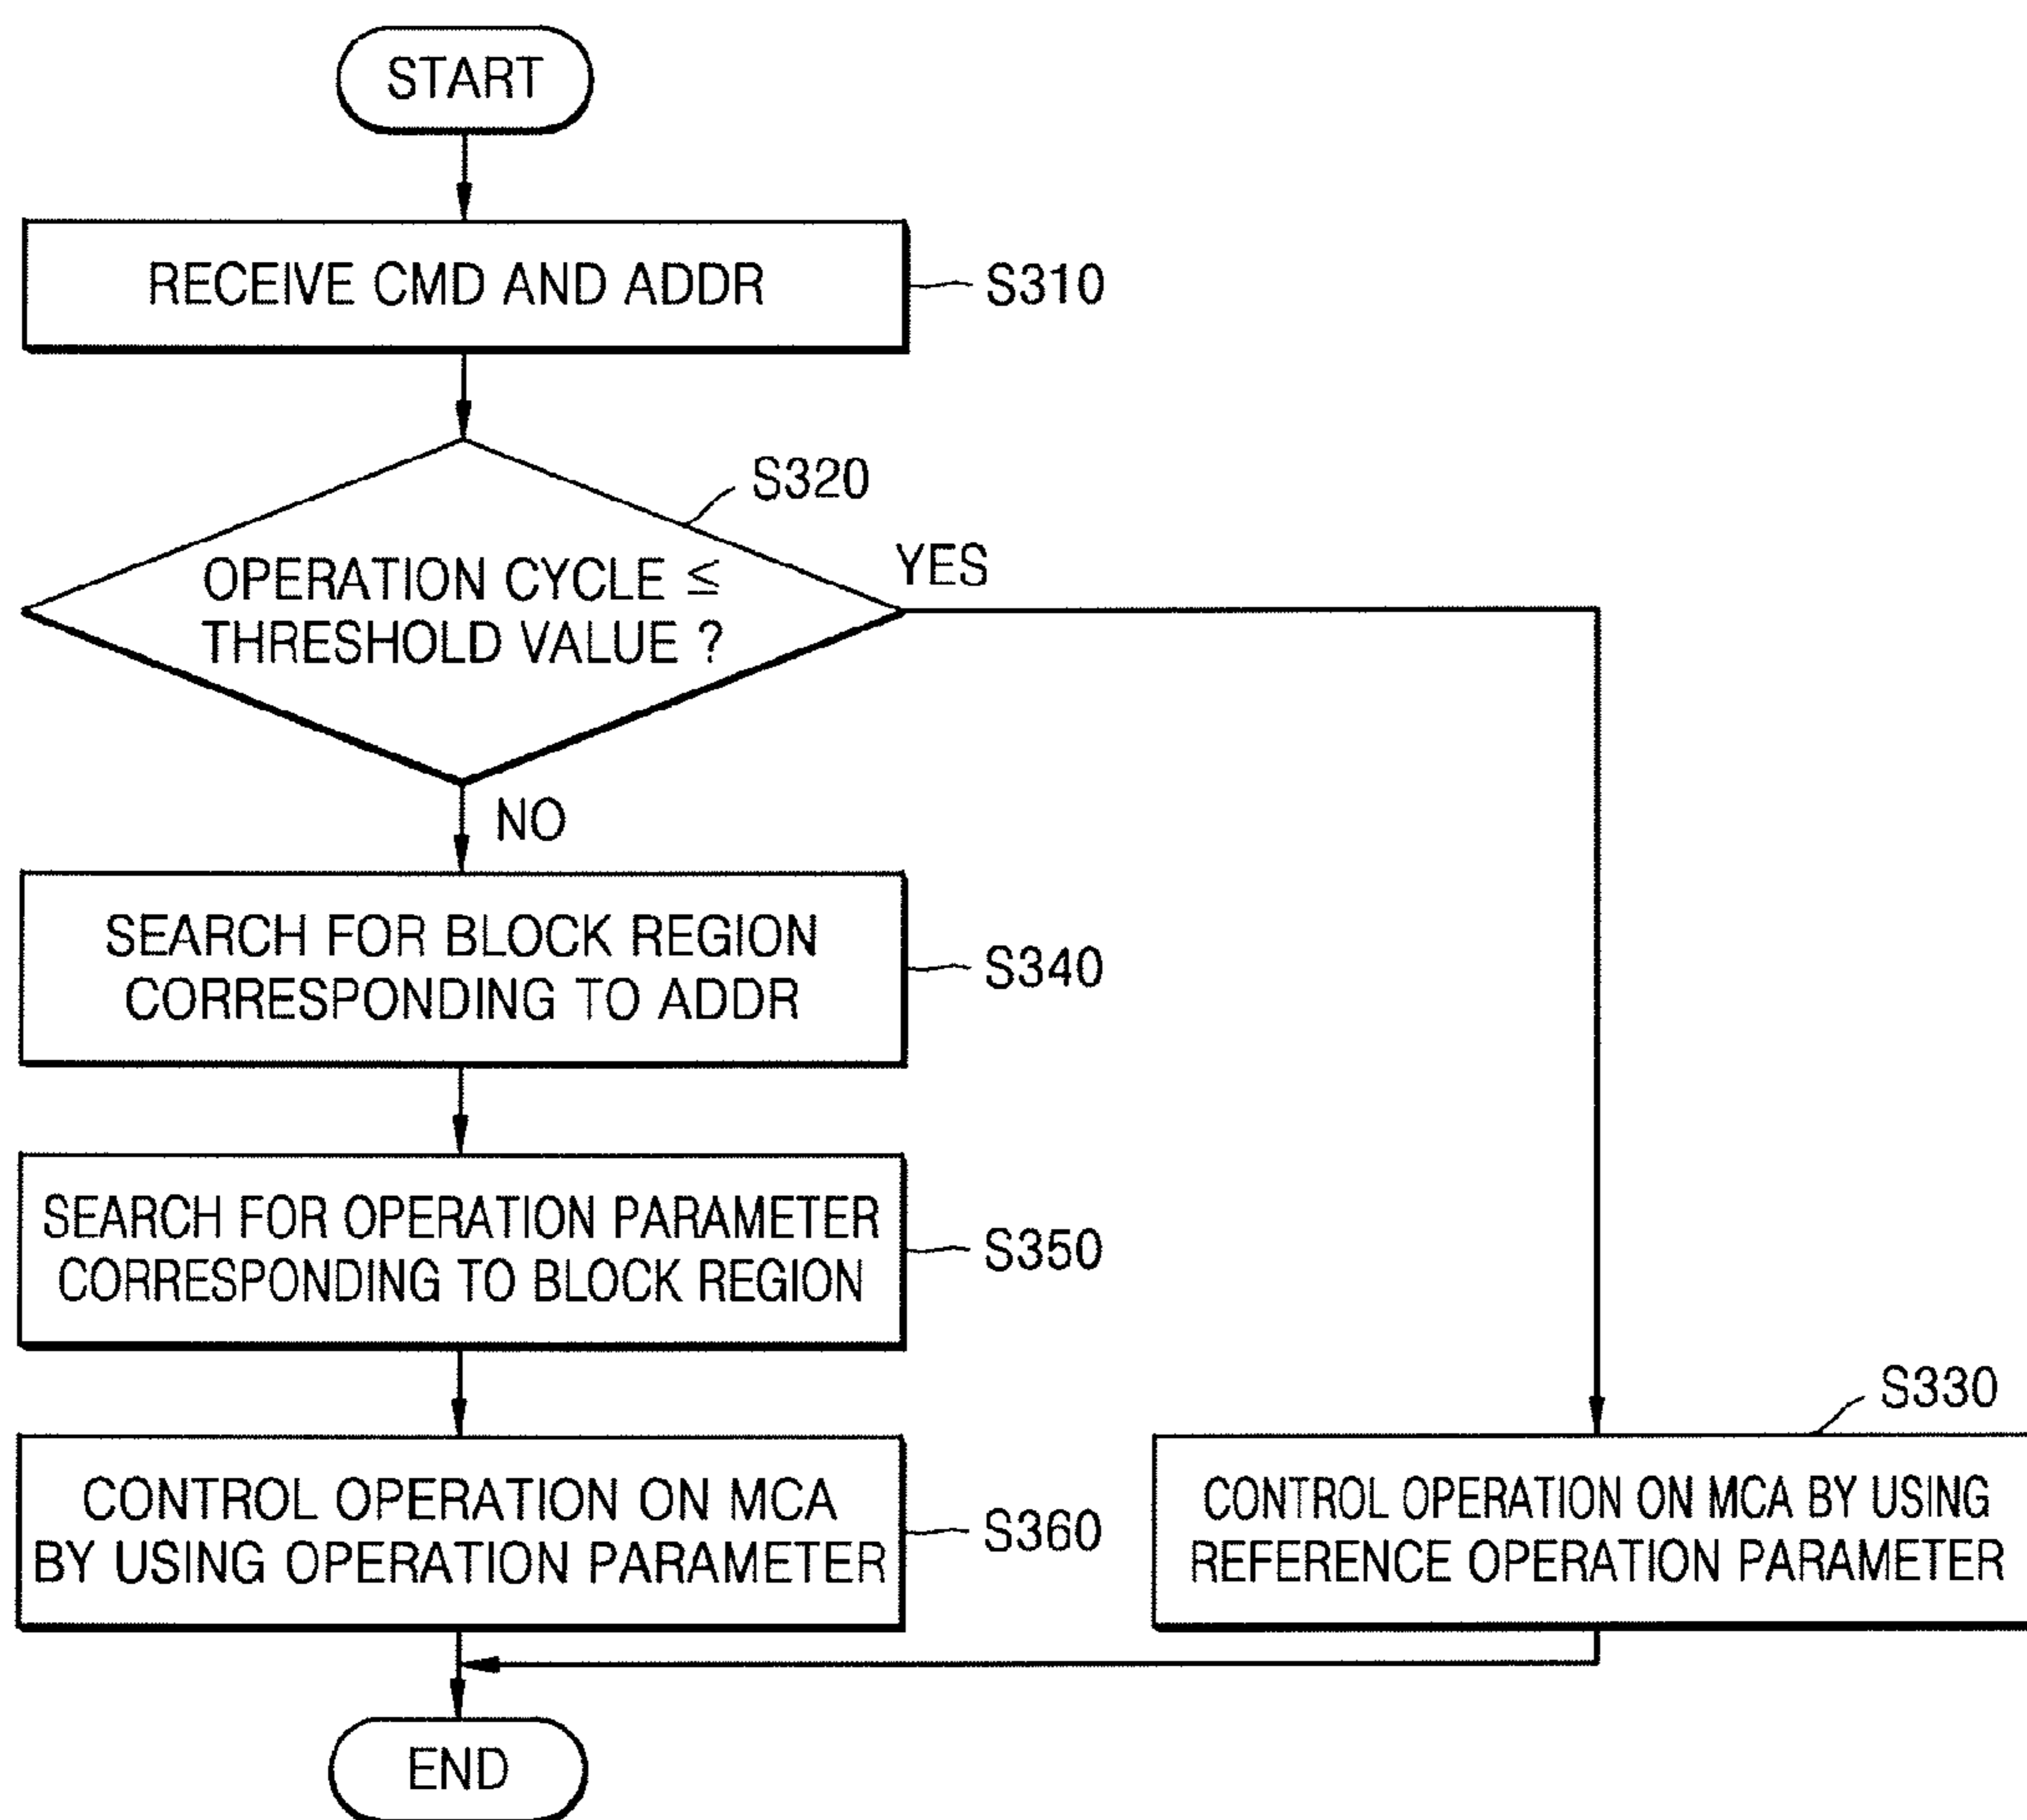 START
RECEIVE CMD AND ADDR
S310
S320
OPERATION CYCLE ≤
THRESHOLD VALUE ?
YES
NO
SEARCH FOR BLOCK REGION
CORRESPONDING TO ADDR
S340
SEARCH FOR OPERATION PARAMETER
CORRESPONDING TO BLOCK REGION
S350
CONTROL OPERATION ON MCA
BY USING OPERATION PARAMETER
S360
S330
CONTROL OPERATION ON MCA BY USING
REFERENCE OPERATION PARAMETER
END